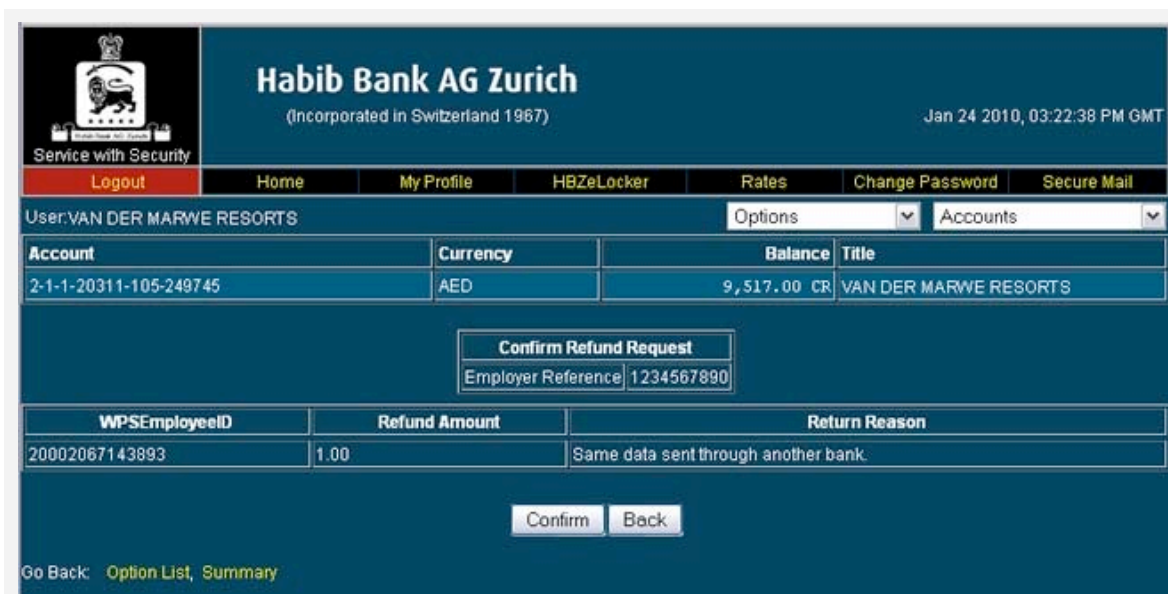 Habib Bank AG Zurich
(Incorporated in Switzerland 1967)
Jan 24 2010, 03:22:38 PM GMT
Service with Security
Logout Home My Profile HBZeLocker Rates Change Password Secure Mail
User:VAN DER MARWE RESORTS Options Accounts
Account Currency Balance Title
2-1-1-20311-105-249745 AED 9,517.00 CR VAN DER MARWE RESORTS
Confirm Refund Request
Employer Reference 1234567890
WPSEmployeeID Refund Amount Return Reason
20002067143893 1.00 Same data sent through another bank.
Confirm Back
Go Back: Option List, Summary